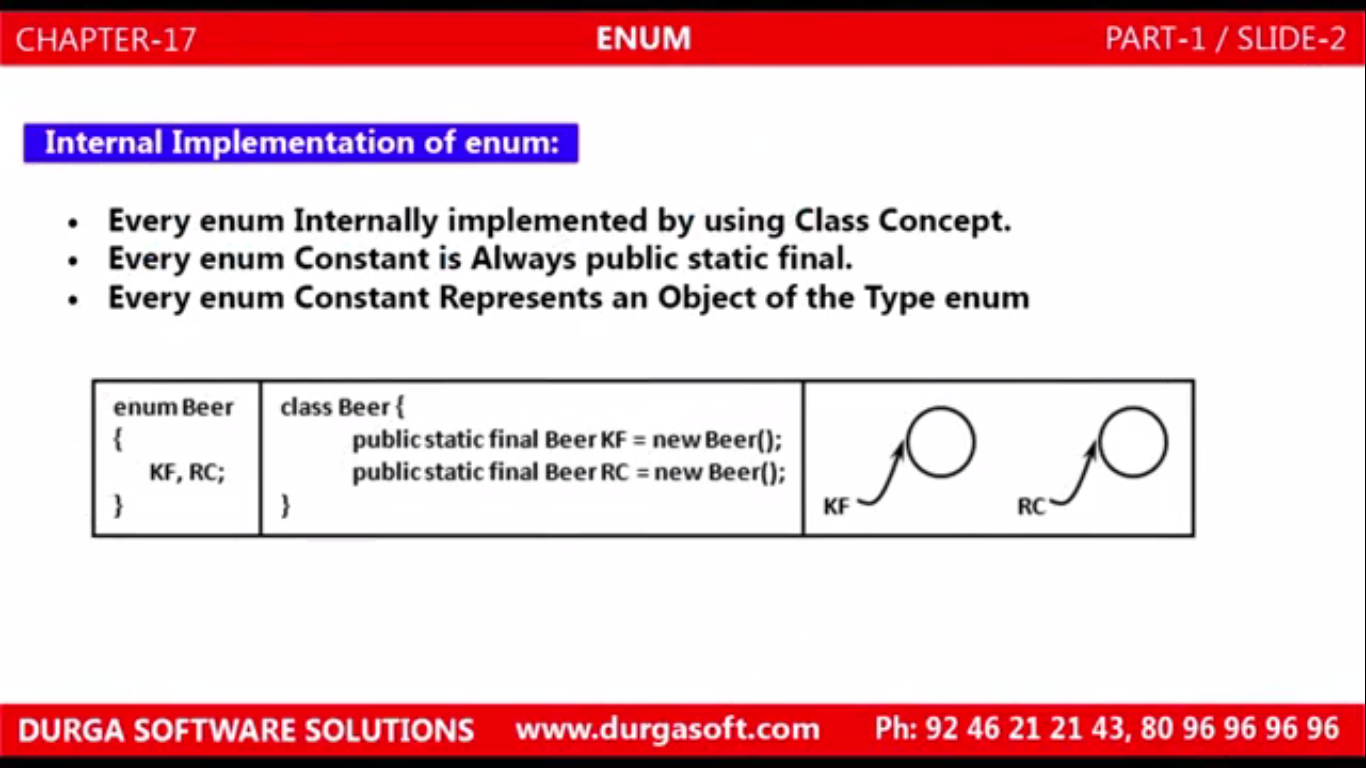 CHAPTER-17 ENUM PART-1 / SLIDE-2
Internal Implementation of enum:
• Every enum Internally implemented by using Class Concept.
• Every enum Constant is Always public static final.
• Every enum Constant Represents an Object of the Type enum
enum Beer
{
KF, RC;
}
class Beer {
public static final Beer KF = new Beer();
public static final Beer RC = new Beer();
}
KF RC
DURGA SOFTWARE SOLUTIONS www.durgasoft.com Ph: 92 46 21 21 43, 80 96 96 96 96